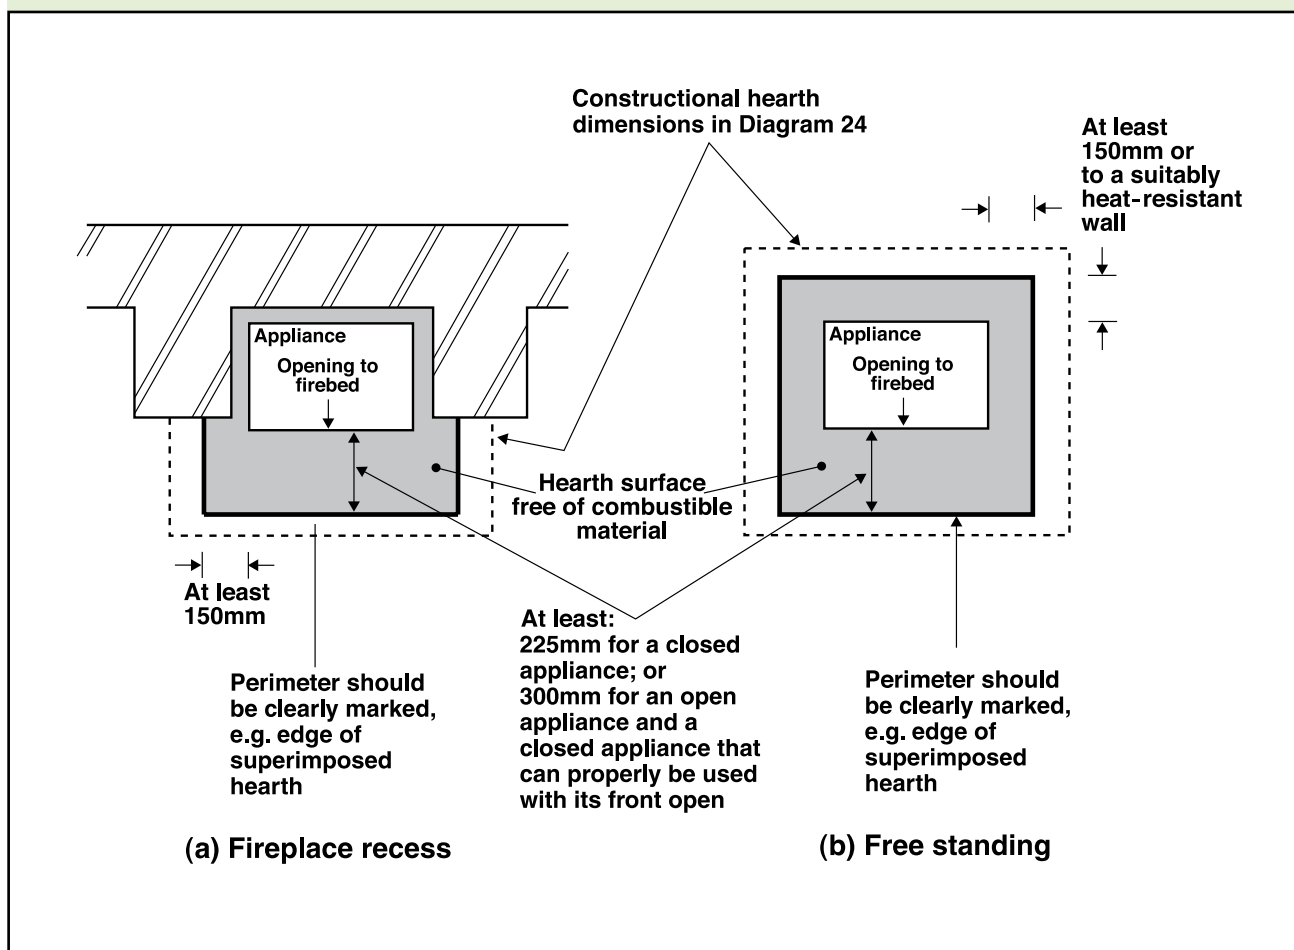 Constructional hearth
dimensions in Diagram 24
At least
150mm or
to a suitably
heat-resistant
wall
Appliance
Opening to
firebed
Appliance
Opening to
firebed
Hearth surface
free of combustible
material
At least
150mm
At least:
225mm for a closed
appliance; or
300mm for an open
appliance and a
closed appliance that
can properly be used
with its front open
Perimeter should
be clearly marked,
e.g. edge of
superimposed
hearth
Perimeter should
be clearly marked,
e.g. edge of
superimposed
hearth
(a) Fireplace recess
(b) Free standing